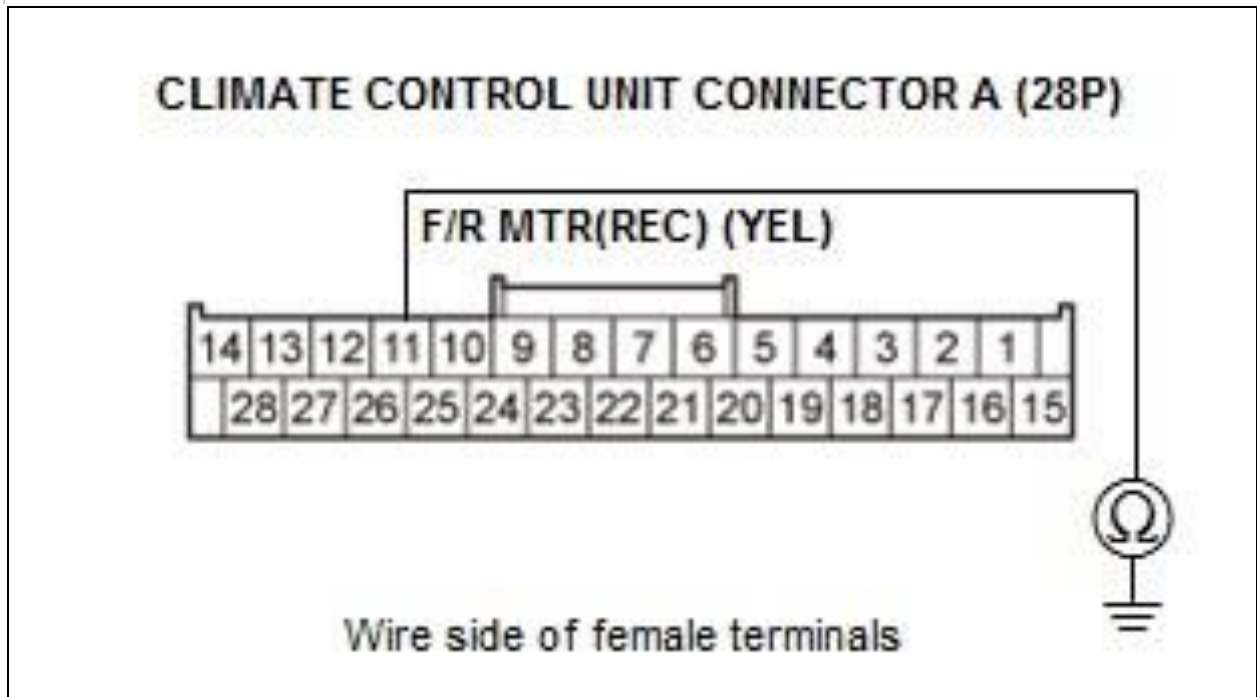 CLIMATE CONTROL UNIT CONNECTOR A (28P)
F/R MTR(REC) (YEL)
14 13 12 11 10 9 8 7 6 5 4 3 2 1
28 27 26 25 24 23 22 21 20 19 18 17 16 15
Ω
Wire side of female terminals